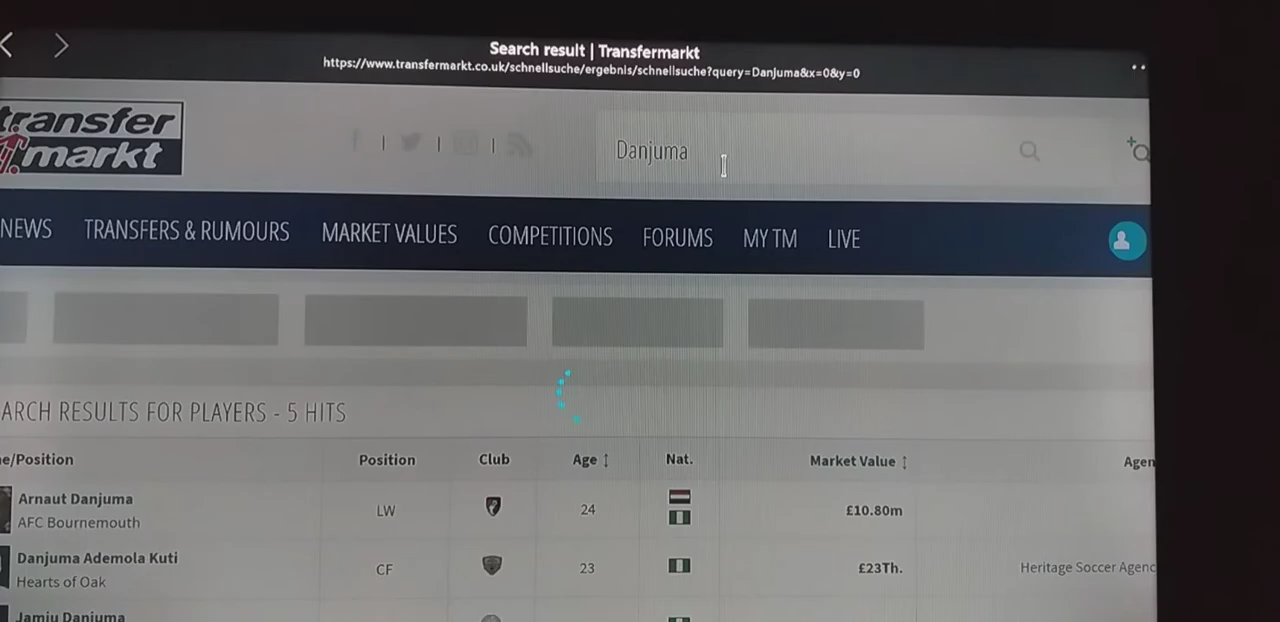 Search result | Transfermarkt
https://www.transfermarkt.co.uk/schnellsuche/ergebnis/schnellsuche?query=Danjuma&x=0&y=0
transfer
markt
Danjuma
NEWS TRANSFERS & RUMOURS MARKET VALUES COMPETITIONS FORUMS MY TM LIVE
ARCH RESULTS FOR PLAYERS - 5 HITS
e/Position Position Club Age Nat. Market Value Agen
Arnaut Danjuma
AFC Bournemouth
LW 24 £10.80m
Danjuma Ademola Kuti
Hearts of Oak
CF 23 £23Th. Heritage Soccer Agenc
Jamiu Danjuma